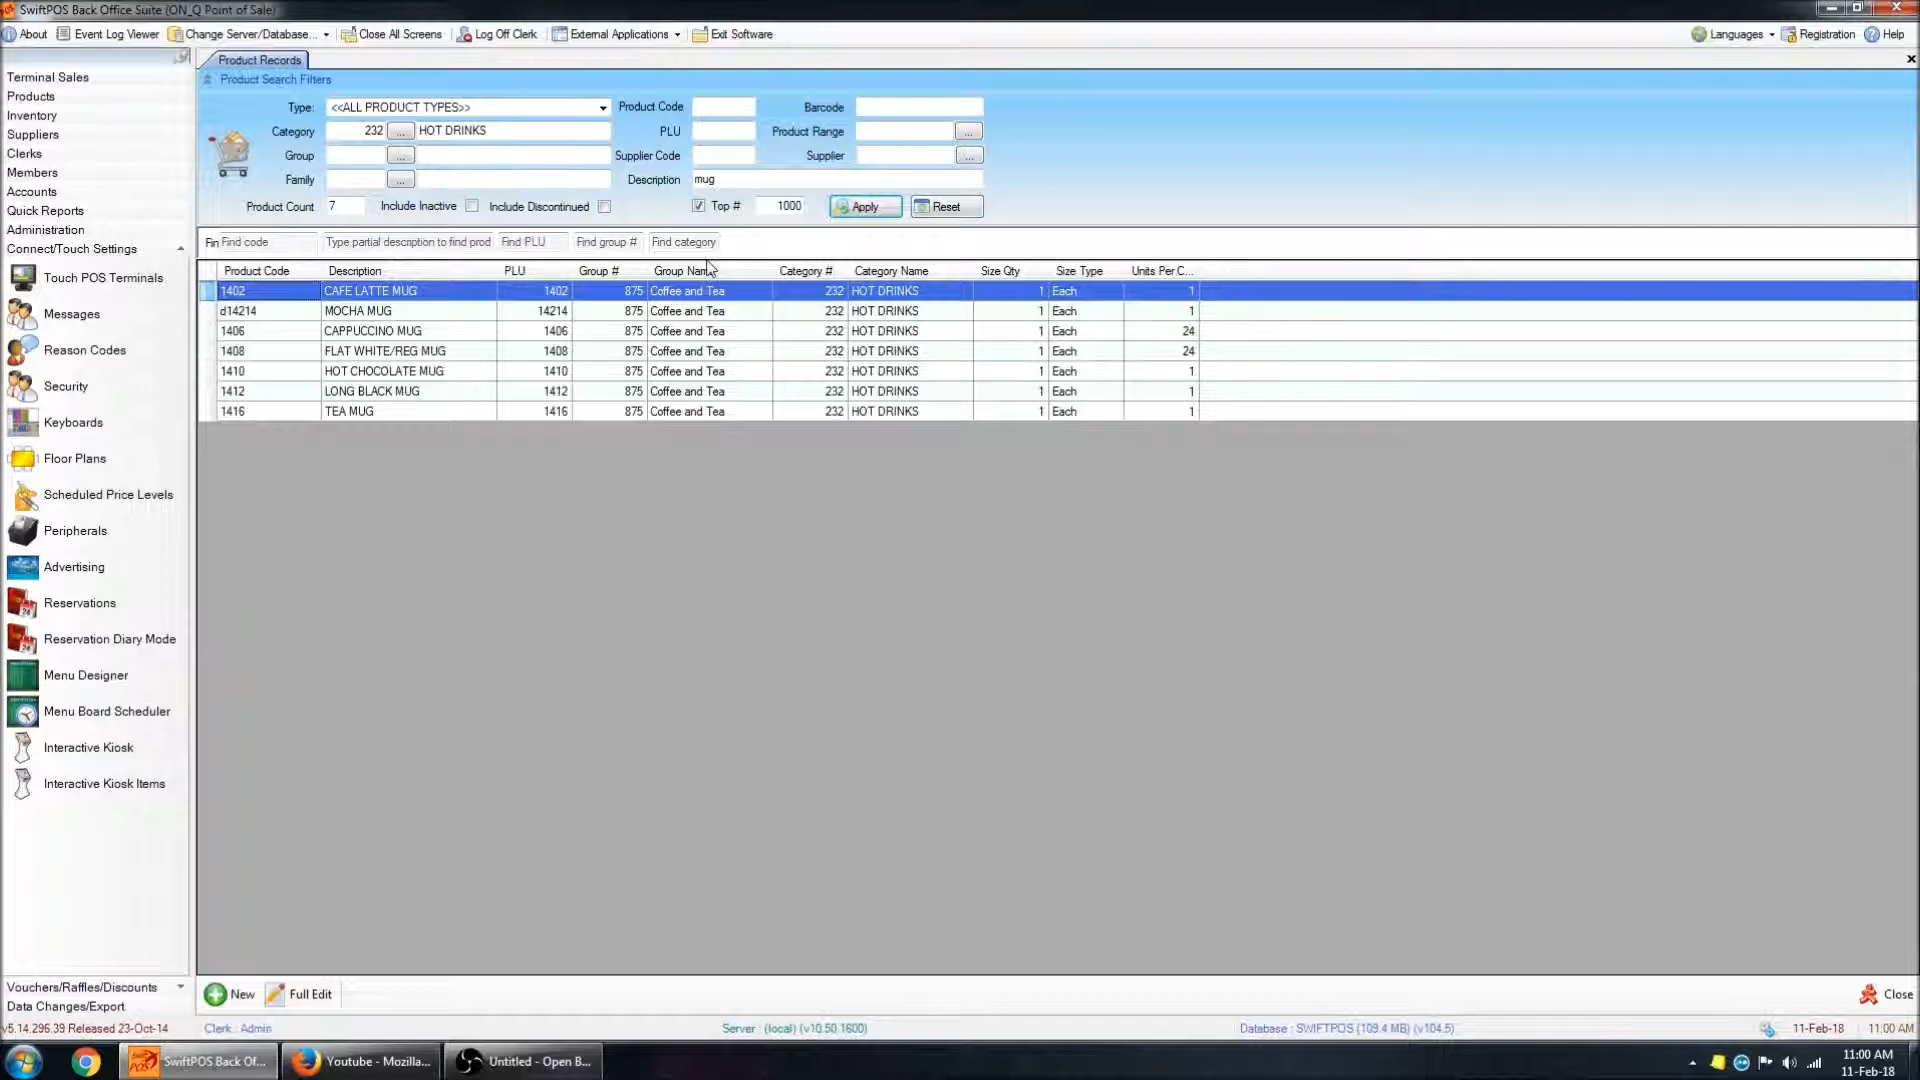 SwiftPOS Back Office Suite (ON_Q Point of Sale)
About Event Log Viewer Change Server/Database... Close All Screens Log Off Clerk External Applications Exit Software Languages Registration Help
Terminal Sales
Products
Inventory
Suppliers
Clerks
Members
Accounts
Quick Reports
Administration
Connect/Touch Settings
Touch POS Terminals
Messages
Reason Codes
Security
Keyboards
Floor Plans
Scheduled Price Levels
Peripherals
Advertising
Reservations
Reservation Diary Mode
Menu Designer
Menu Board Scheduler
Interactive Kiosk
Interactive Kiosk Items
Vouchers/Raffles/Discounts
Data Changes/Export
Product Records
Product Search Filters
Type: <<ALL PRODUCT TYPES>> Product Code Barcode
Category 232 ... HOT DRINKS PLU Product Range ...
Group ... Supplier Code Supplier ...
Family ... Description mug
Product Count 7 Include Inactive Include Discontinued Top # 1000 Apply Reset
Fin Find code Type partial description to find prod Find PLU Find group # Find category
Product Code Description PLU Group # Group Name Category # Category Name Size Qty Size Type Units Per C...
1402 CAFE LATTE MUG 1402 875 Coffee and Tea 232 HOT DRINKS 1 Each 1
d14214 MOCHA MUG 14214 875 Coffee and Tea 232 HOT DRINKS 1 Each 1
1406 CAPPUCCINO MUG 1406 875 Coffee and Tea 232 HOT DRINKS 1 Each 24
1408 FLAT WHITE/REG MUG 1408 875 Coffee and Tea 232 HOT DRINKS 1 Each 24
1410 HOT CHOCOLATE MUG 1410 875 Coffee and Tea 232 HOT DRINKS 1 Each 1
1412 LONG BLACK MUG 1412 875 Coffee and Tea 232 HOT DRINKS 1 Each 1
1416 TEA MUG 1416 875 Coffee and Tea 232 HOT DRINKS 1 Each 1
New Full Edit Close
v5.14.296.39 Released 23-Oct-14 Clerk : Admin Server : (local) (v10.50.1600) Database : SWIFTPOS (109.4 MB) (v104.5) 11-Feb-18 11:00 AM
SwiftPOS Back Of... Youtube - Mozilla... Untitled - Open B... 11:00 AM
11-Feb-18